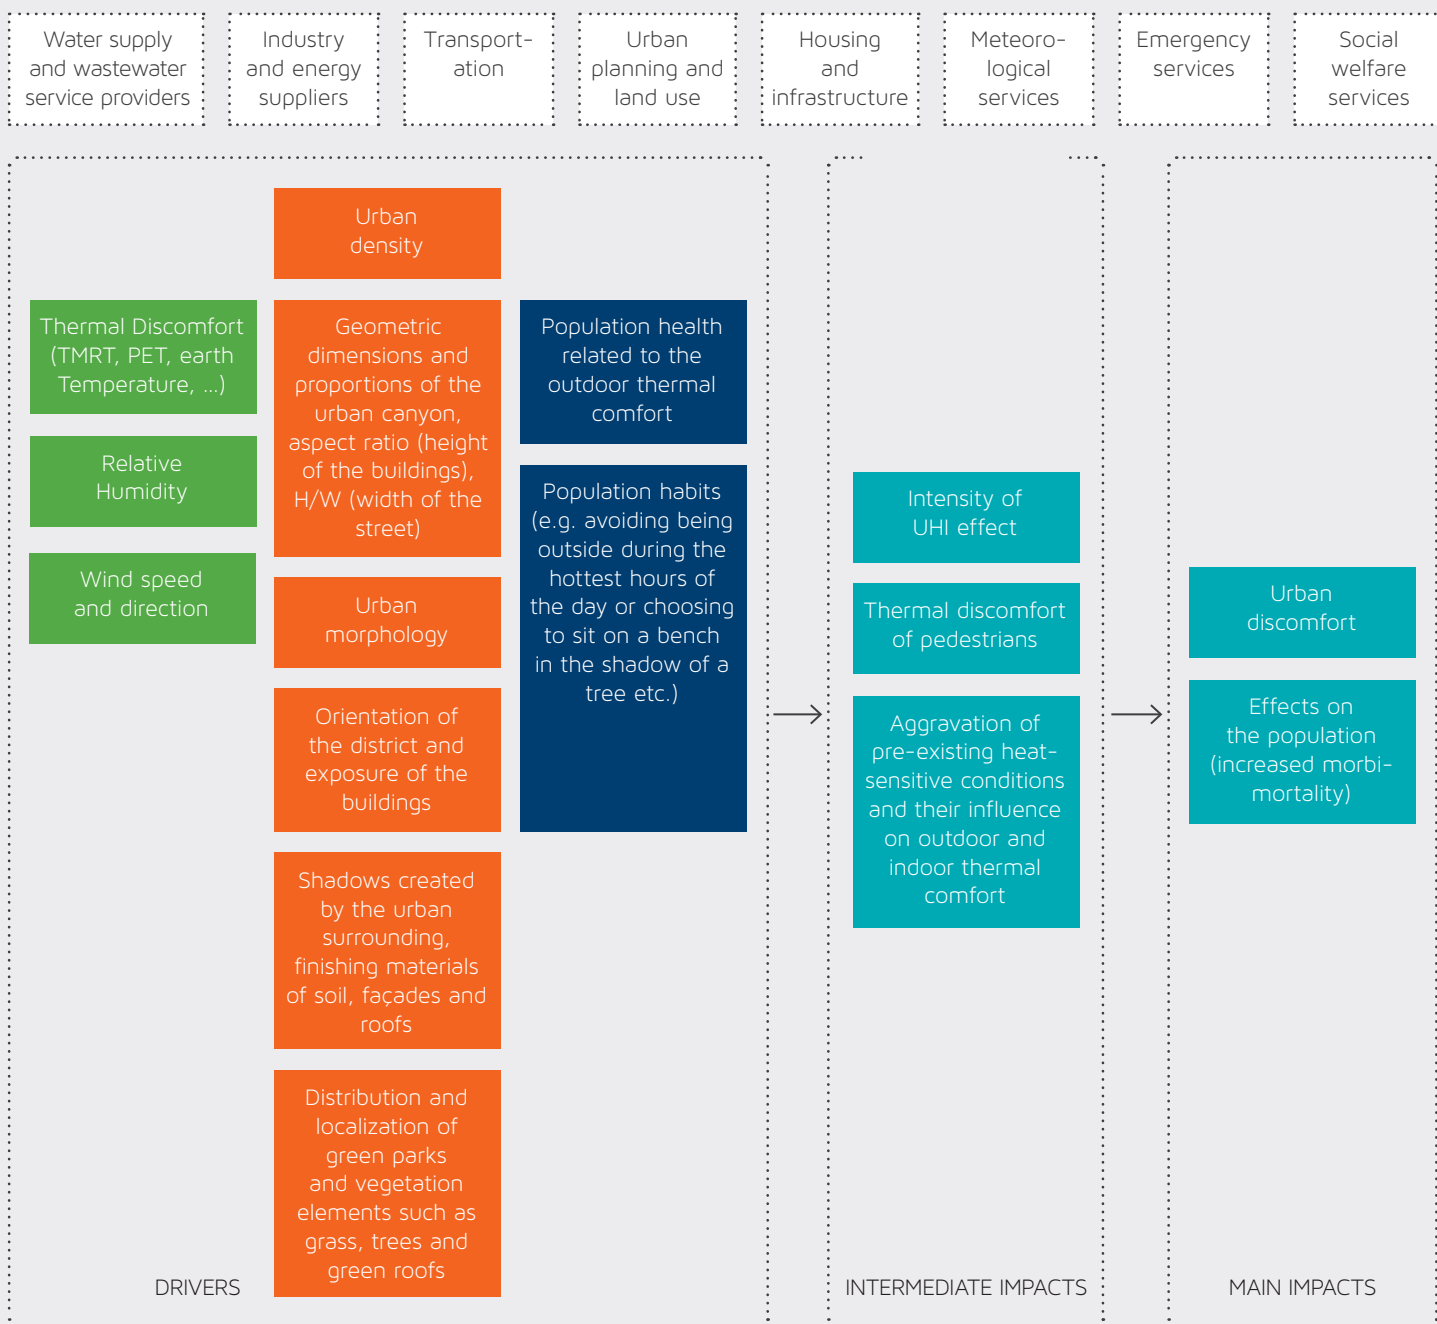 Water supply
and wastewater
service providers
Industry
and energy
suppliers
Transport-
ation
Urban
planning and
land use
Housing
and
infrastructure
Meteoro-
logical
services
Emergency
services
Social
welfare
services
Thermal Discomfort
(TMRT, PET, earth
Temperature, ...)
Relative
Humidity
Wind speed
and direction
Urban
density
Geometric
dimensions and
proportions of the
urban canyon,
aspect ratio (height
of the buildings),
H/W (width of the
street)
Urban
morphology
Orientation of
the district and
exposure of the
buildings
Shadows created
by the urban
surrounding,
finishing materials
of soil, façades and
roofs
Distribution and
localization of
green parks
and vegetation
elements such as
grass, trees and
green roofs
Population health
related to the
outdoor thermal
comfort
Population habits
(e.g. avoiding being
outside during the
hottest hours of
the day or choosing
to sit on a bench
in the shadow of a
tree etc.)
DRIVERS
Intensity of
UHI effect
Thermal discomfort
of pedestrians
Aggravation of
pre-existing heat-
sensitive conditions
and their influence
on outdoor and
indoor thermal
comfort
INTERMEDIATE IMPACTS
Urban
discomfort
Effects on
the population
(increased morbi-
mortality)
MAIN IMPACTS